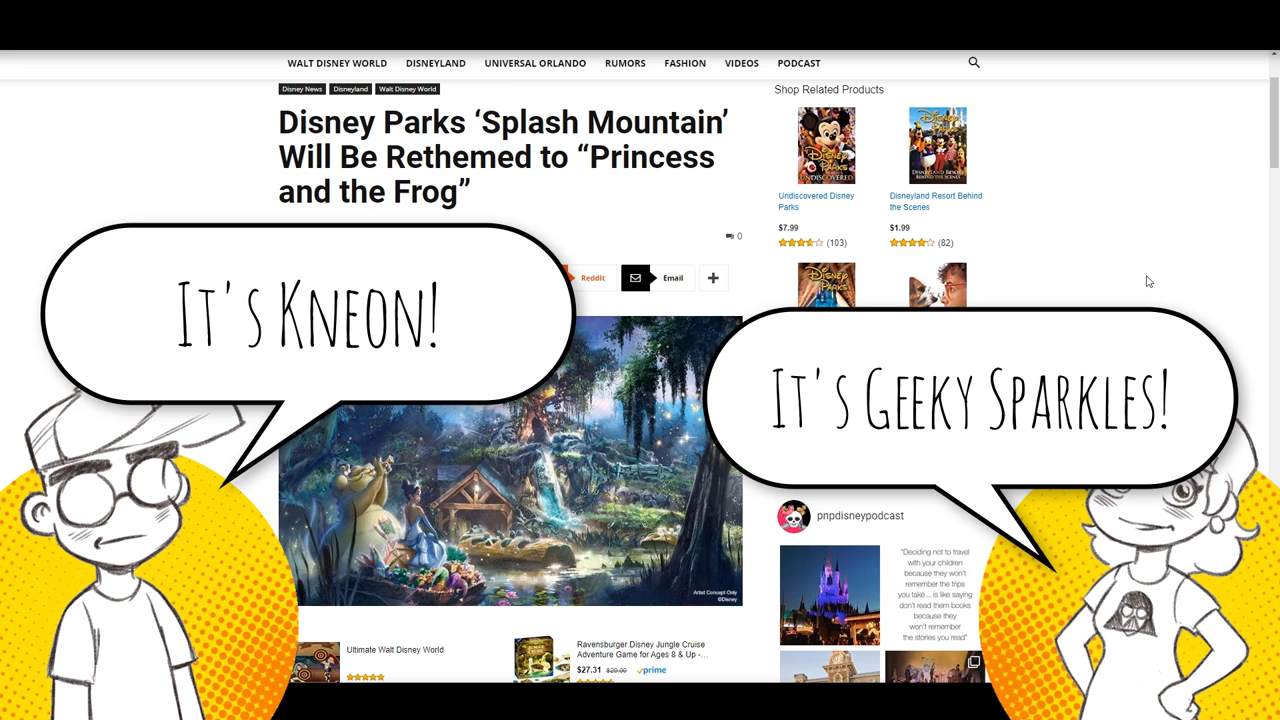 WALT DISNEY WORLD
DISNEYLAND
UNIVERSAL ORLANDO
RUMORS
FASHION
VIDEOS
PODCAST
Disney News
Disneyland
Walt Disney World
Disney Parks ‘Splash Mountain’
Will Be Rethemed to “Princess
and the Frog”
0
ReddIt
Email
Shop Related Products
Undiscovered Disney
Parks
$7.99
(103)
Disneyland Resort Behind
the Scenes
$1.99
(82)
It's Kneon!
It's Geeky Sparkles!
Artist Concept Only
©Disney
pnpdisneypodcast
“Deciding not to travel
with your children
because they won't
remember the trips
you take... is like saying
don't read them books
because they
won't remember
the stories you read”
Ultimate Walt Disney World
Ravensburger Disney Jungle Cruise
Adventure Game for Ages 8 & Up -...
$27.31 $20.00 prime